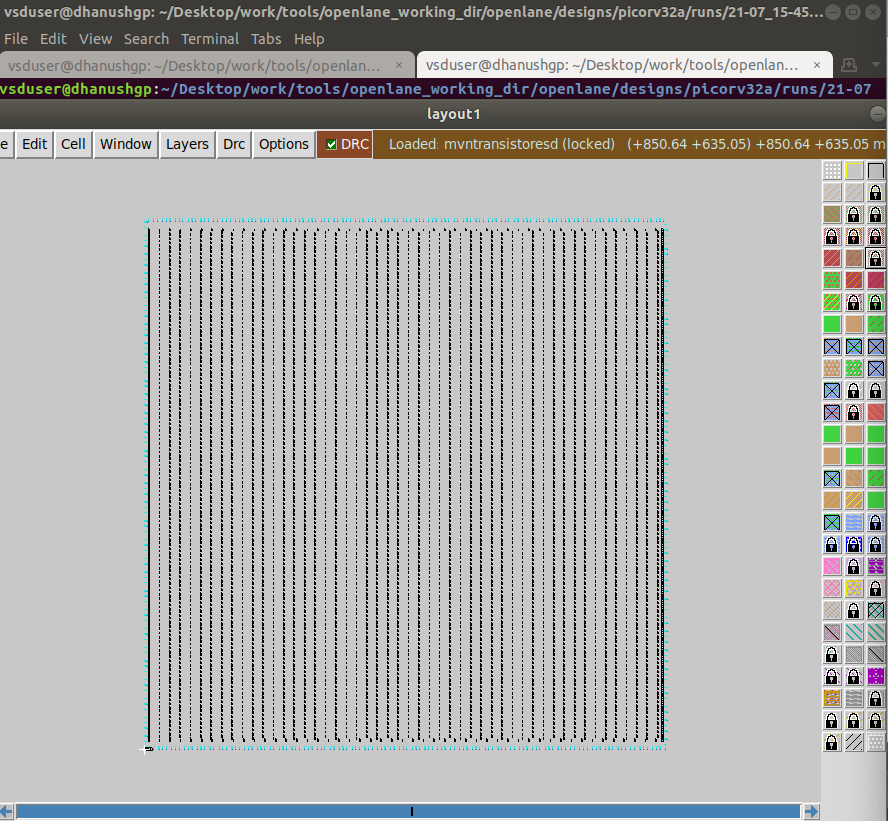 vsduser@dhanushgp: ~/Desktop/work/tools/openlane_working_dir/openlane/designs/picorv32a/runs/21-07_15-45...
File Edit View Search Terminal Tabs Help
vsduser@dhanushgp: ~/Desktop/work/tools/openlan... × vsduser@dhanushgp: ~/Desktop/work/tools/openlan... ×
vsduser@dhanushgp:~/Desktop/work/tools/openlane_working_dir/openlane/designs/picorv32a/runs/21-07
layout1
e Edit Cell Window Layers Drc Options DRC Loaded: mvntransistoresd (locked) (+850.64 +635.05) +850.64 +635.05 m